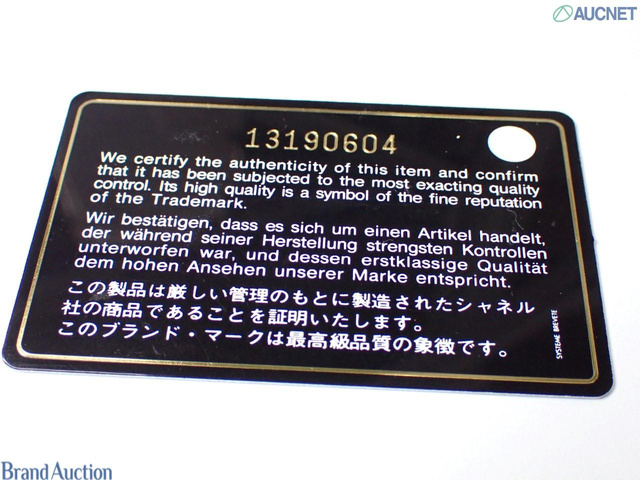 AUCNET
13190604
We certify the authenticity of this item and confirm
that it has been subjected to the most exacting quality
control. Its high quality is a symbol of the fine reputation
of the Trademark.
Wir bestätigen, dass es sich um einen Artikel handelt,
der während seiner Herstellung strengsten Kontrollen
unterworfen war, und dessen erstklassige Qualität
dem hohen Ansehen unserer Marke entspricht.
この製品は厳しい管理のもとに製造されたシャネル
社の商品であることを証明いたします。
このブランド・マークは最高級品質の象徴です。
SYSTEME BREVETE
Brand Auction